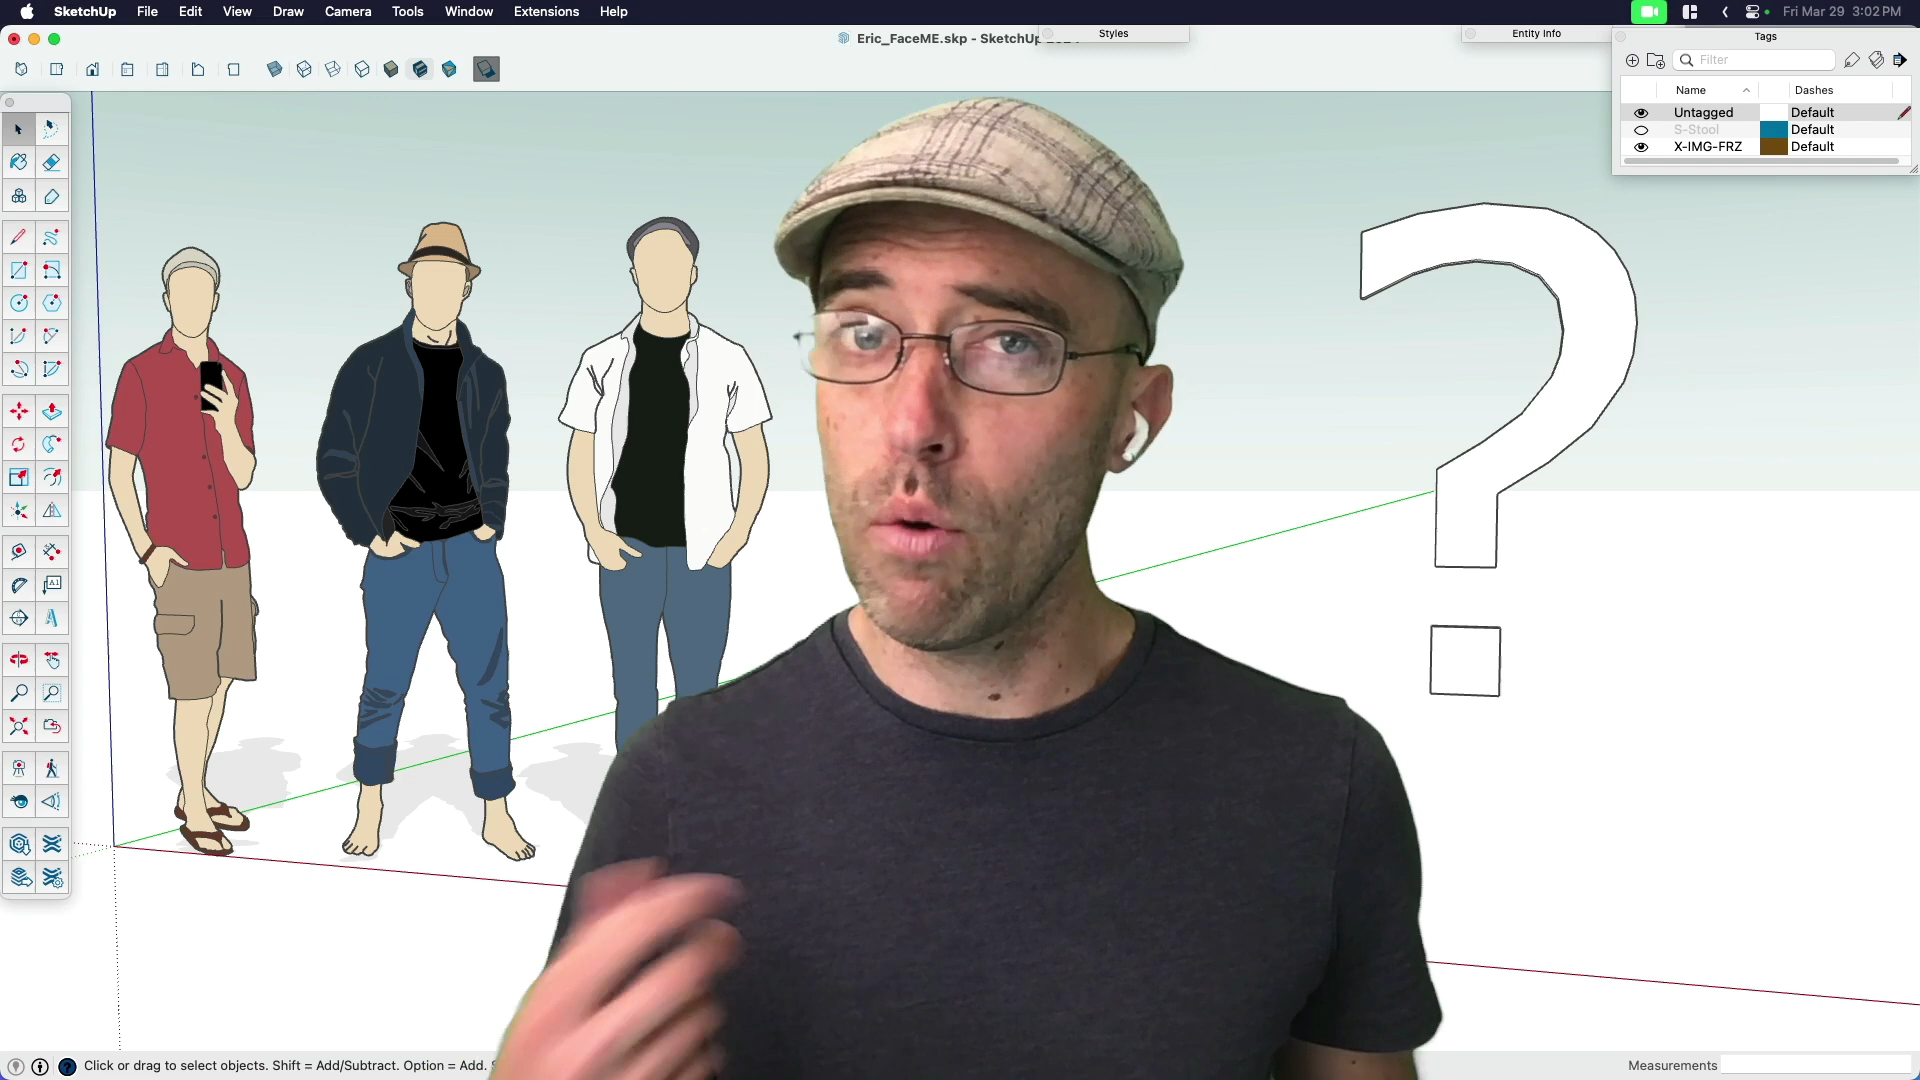 SketchUp File Edit View Draw Camera Tools Window Extensions Help Fri Mar 29 3:02 PM
Eric_FaceME.skp - SketchUp
Styles
Entity Info
Tags
Filter
Name Dashes
Untagged Default
S-Stool Default
X-IMG-FRZ Default
A1
?
Click or drag to select objects. Shift = Add/Subtract. Option = Add.
Measurements